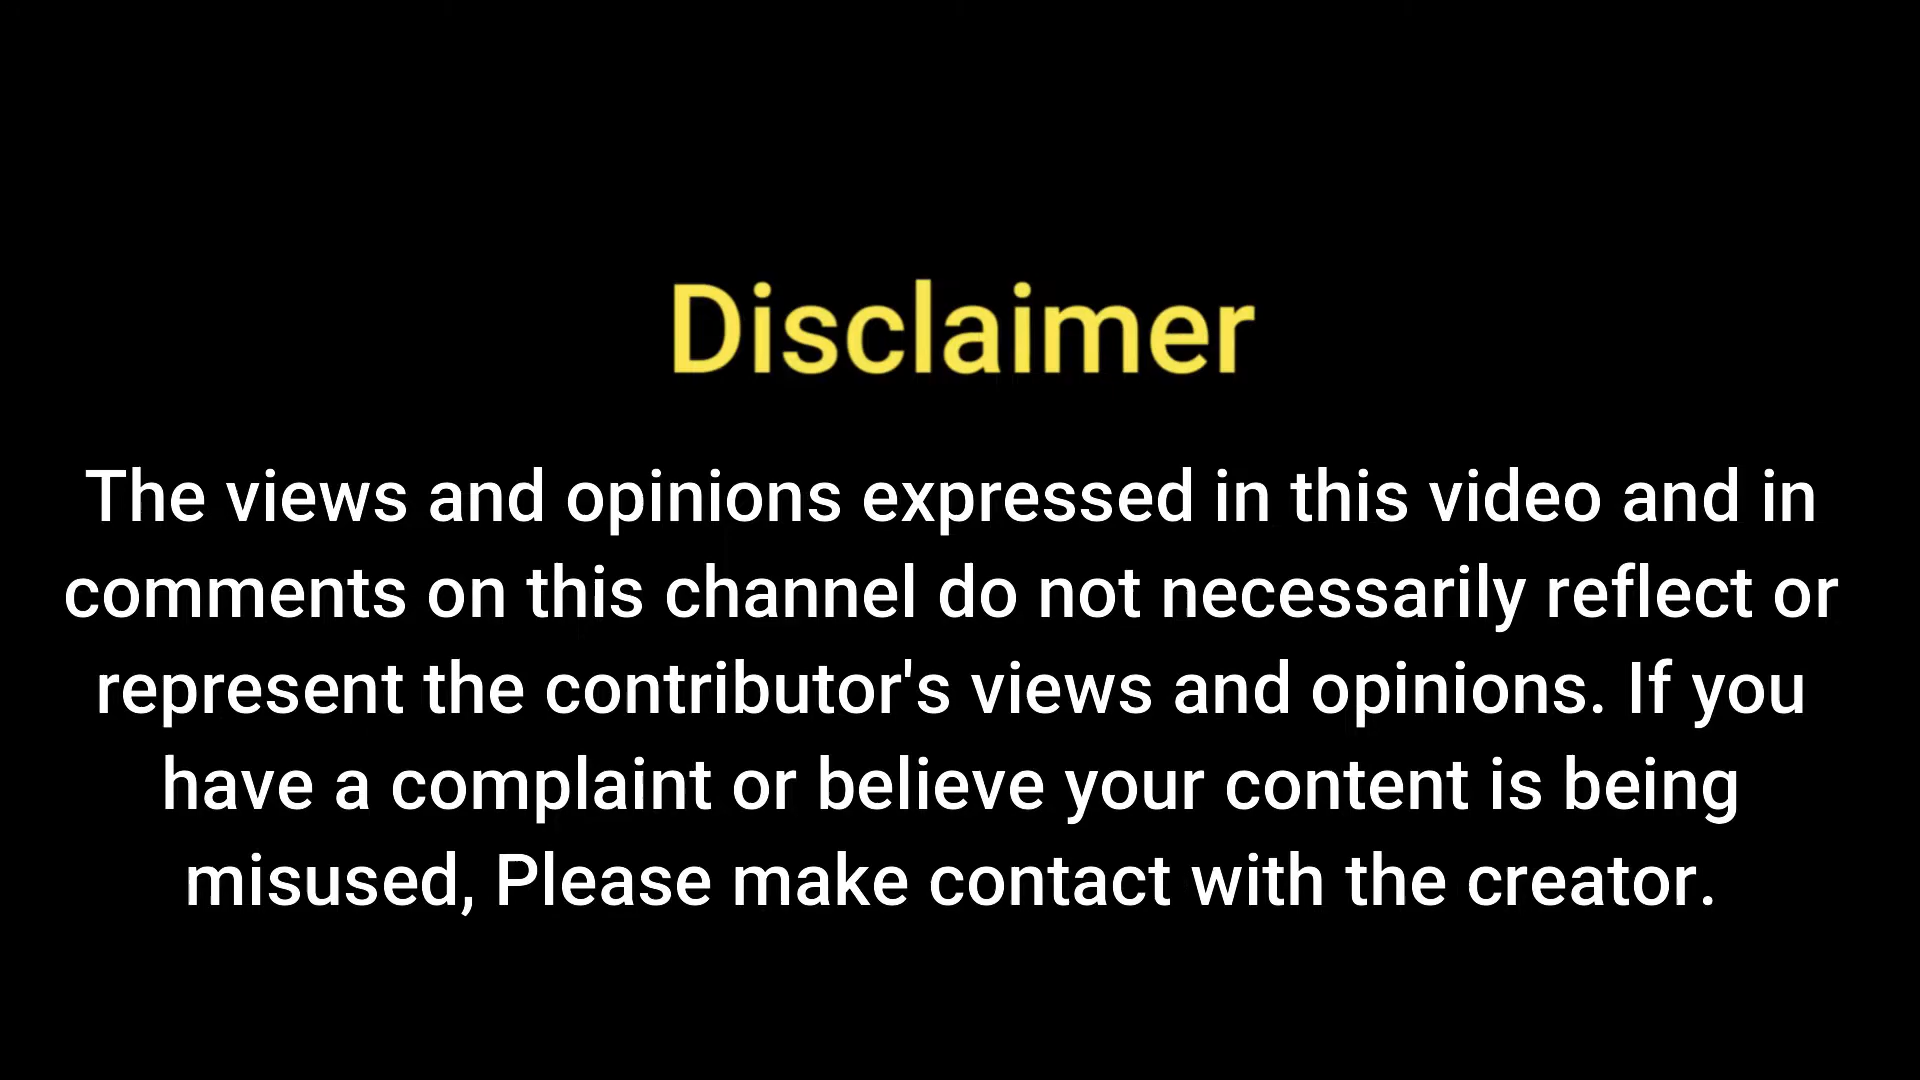 Disclaimer
The views and opinions expressed in this video and in
comments on this channel do not necessarily reflect or
represent the contributor's views and opinions. If you
have a complaint or believe your content is being
misused, Please make contact with the creator.